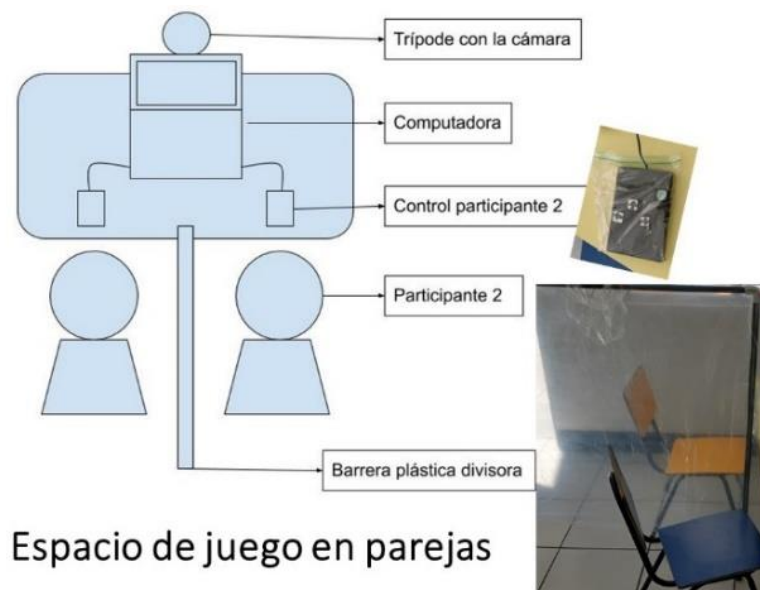 Trípode con la cámara
Computadora
Control participante 2
Participante 2
Barrera plástica divisora
Espacio de juego en parejas